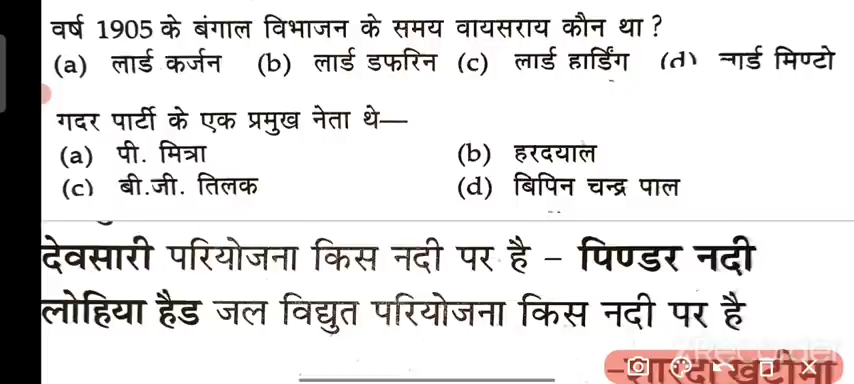 वर्ष 1905 के बंगाल विभाजन के समय वायसराय कौन था ?
(a) लार्ड कर्जन (b) लार्ड डफरिन (c) लार्ड हार्डिंग (d) लार्ड मिण्टो
गदर पार्टी के एक प्रमुख नेता थे—
(a) पी. मित्रा (b) हरदयाल
(c) बी.जी. तिलक (d) बिपिन चन्द्र पाल
देवसारी परियोजना किस नदी पर है – पिण्डर नदी
लोहिया हैड जल विद्युत परियोजना किस नदी पर है